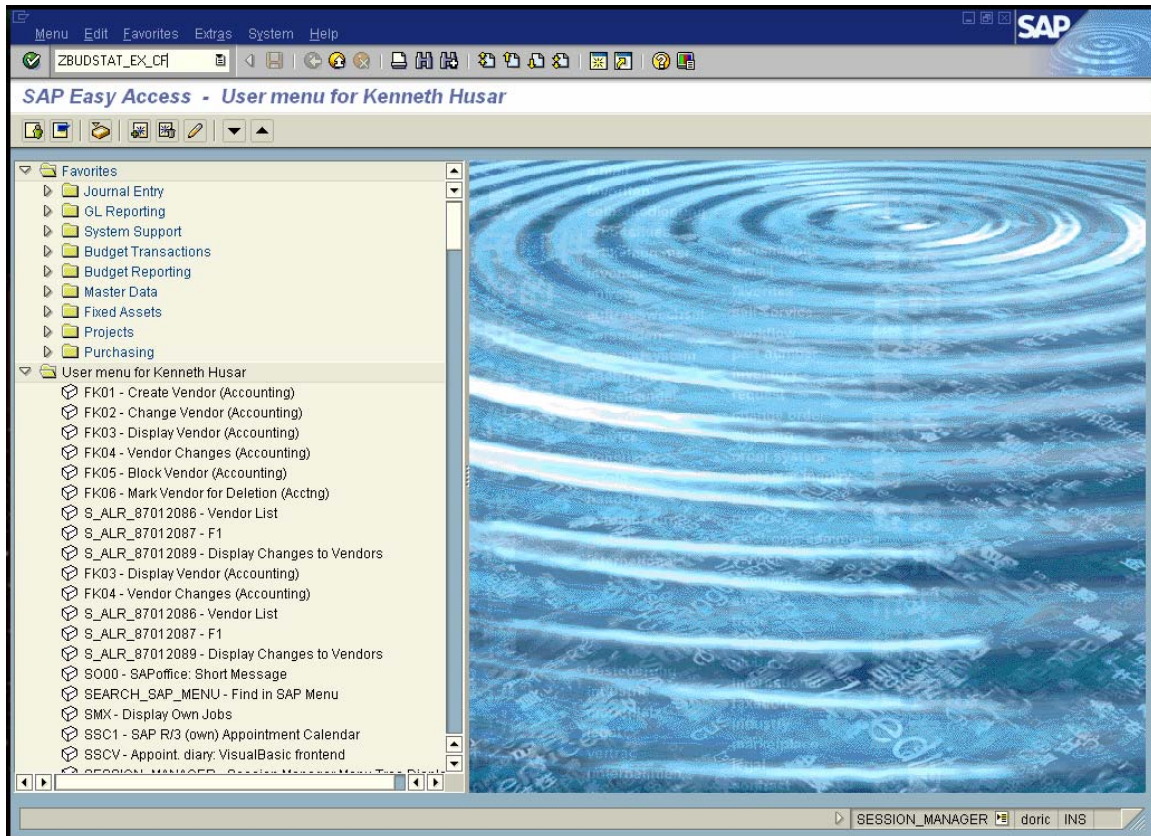 Menu Edit Favorites Extras System Help
SAP
ZBUDSTAT_EX_CF
SAP Easy Access - User menu for Kenneth Husar
Favorites
Journal Entry
GL Reporting
System Support
Budget Transactions
Budget Reporting
Master Data
Fixed Assets
Projects
Purchasing
User menu for Kenneth Husar
FK01 - Create Vendor (Accounting)
FK02 - Change Vendor (Accounting)
FK03 - Display Vendor (Accounting)
FK04 - Vendor Changes (Accounting)
FK05 - Block Vendor (Accounting)
FK06 - Mark Vendor for Deletion (Acctng)
S_ALR_87012086 - Vendor List
S_ALR_87012087 - F1
S_ALR_87012089 - Display Changes to Vendors
FK03 - Display Vendor (Accounting)
FK04 - Vendor Changes (Accounting)
S_ALR_87012086 - Vendor List
S_ALR_87012087 - F1
S_ALR_87012089 - Display Changes to Vendors
SO00 - SAPoffice: Short Message
SEARCH_SAP_MENU - Find in SAP Menu
SMX - Display Own Jobs
SSC1 - SAP R/3 (own) Appointment Calendar
SSCV - Appoint. diary: VisualBasic frontend
SESSION_MANAGER - Session Manager Menu Tree Displa
SESSION_MANAGER doric INS